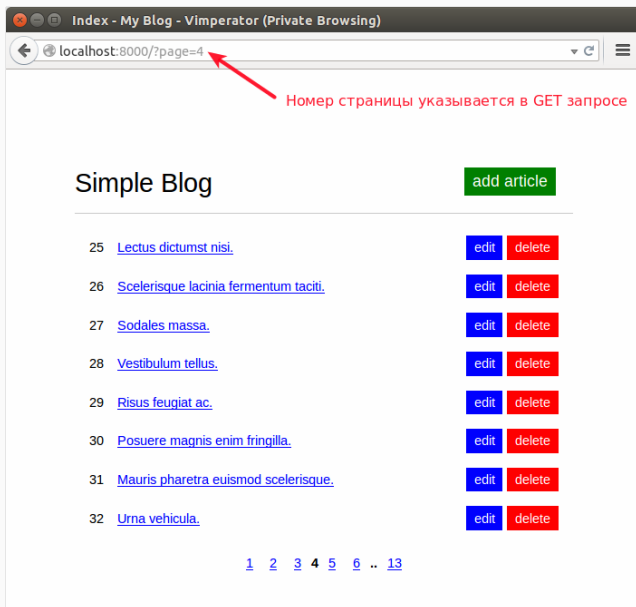 Index - My Blog - Vimperator (Private Browsing)
localhost:8000/?page=4
Номер страницы указывается в GET запросе
Simple Blog add article
25 Lectus dictumst nisi. edit delete
26 Scelerisque lacinia fermentum taciti. edit delete
27 Sodales massa. edit delete
28 Vestibulum tellus. edit delete
29 Risus feugiat ac. edit delete
30 Posuere magnis enim fringilla. edit delete
31 Mauris pharetra euismod scelerisque. edit delete
32 Urna vehicula. edit delete
1 2 3 4 5 6 .. 13